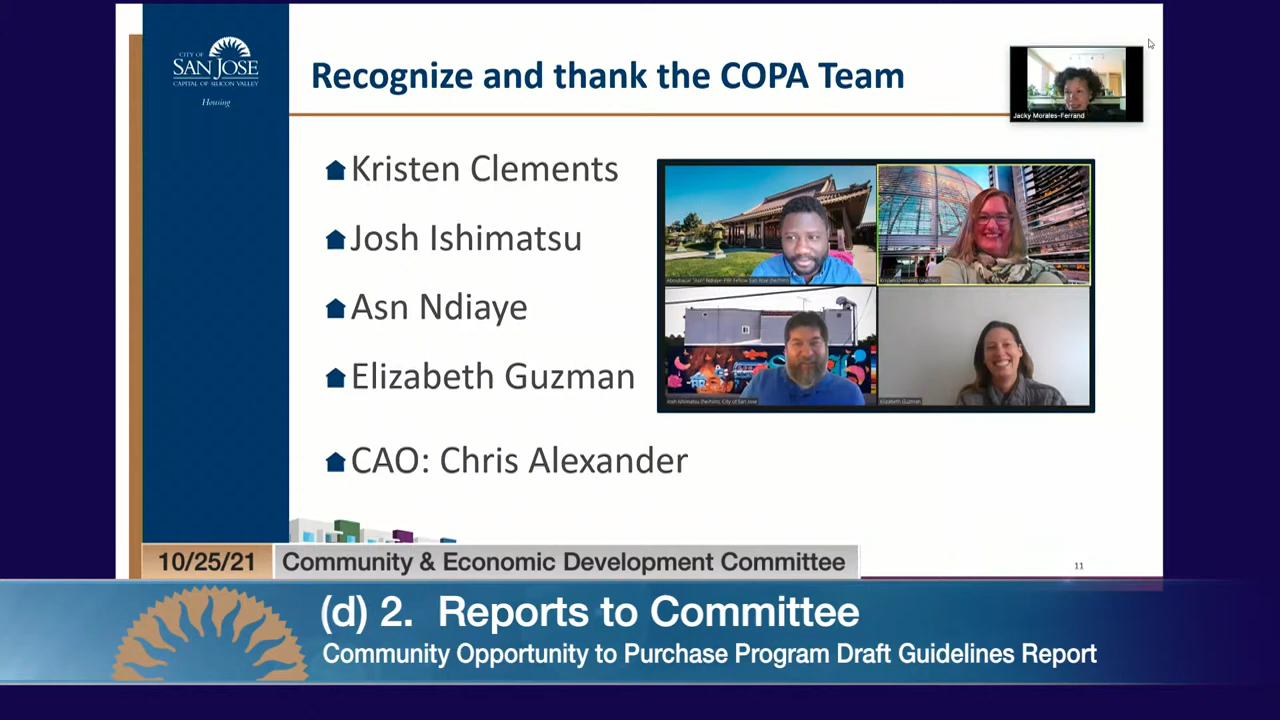 CITY OF
SAN JOSE
CAPITAL OF SILICON VALLEY
Housing
Recognize and thank the COPA Team
Jacky Morales-Ferrand
Kristen Clements
Josh Ishimatsu
Asn Ndiaye
Elizabeth Guzman
CAO: Chris Alexander
Elizabeth Guzman
11
10/25/21 Community & Economic Development Committee
(d) 2. Reports to Committee
Community Opportunity to Purchase Program Draft Guidelines Report